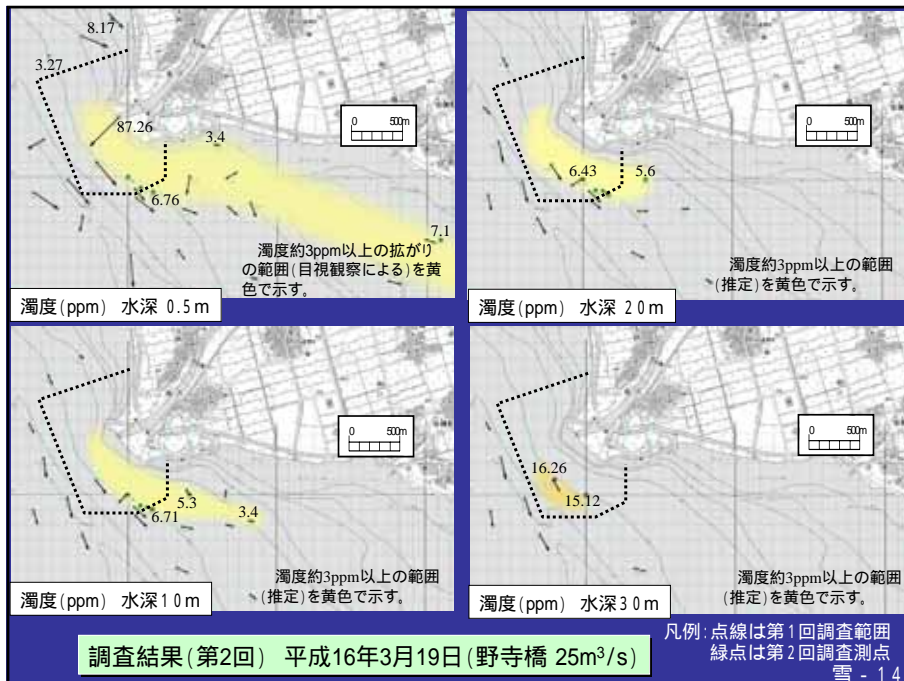 8.17
3.27
87.26
3.4
6.76
7.1
0 500m
濁度約3ppm以上の拡がり
の範囲(目視観察による)を黄
色で示す。
濁度(ppm) 水深 0.5m
6.43
5.6
0 500m
濁度約3ppm以上の範囲
(推定)を黄色で示す。
濁度(ppm) 水深 20m
5.3
6.71
3.4
0 500m
濁度約3ppm以上の範囲
(推定)を黄色で示す。
濁度(ppm) 水深10m
16.26
15.12
0 500m
濁度約3ppm以上の範囲
(推定)を黄色で示す。
濁度(ppm) 水深30m
調査結果(第2回) 平成16年3月19日(野寺橋 25m³/s)
凡例:点線は第1回調査範囲
緑点は第2回調査測点
雪-14